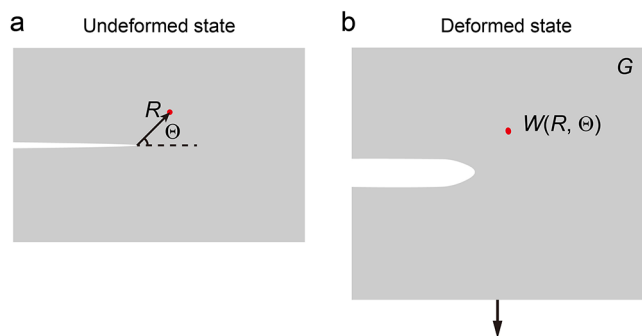 a
Undeformed state
R
Θ
b
Deformed state
G
W(R, Θ)